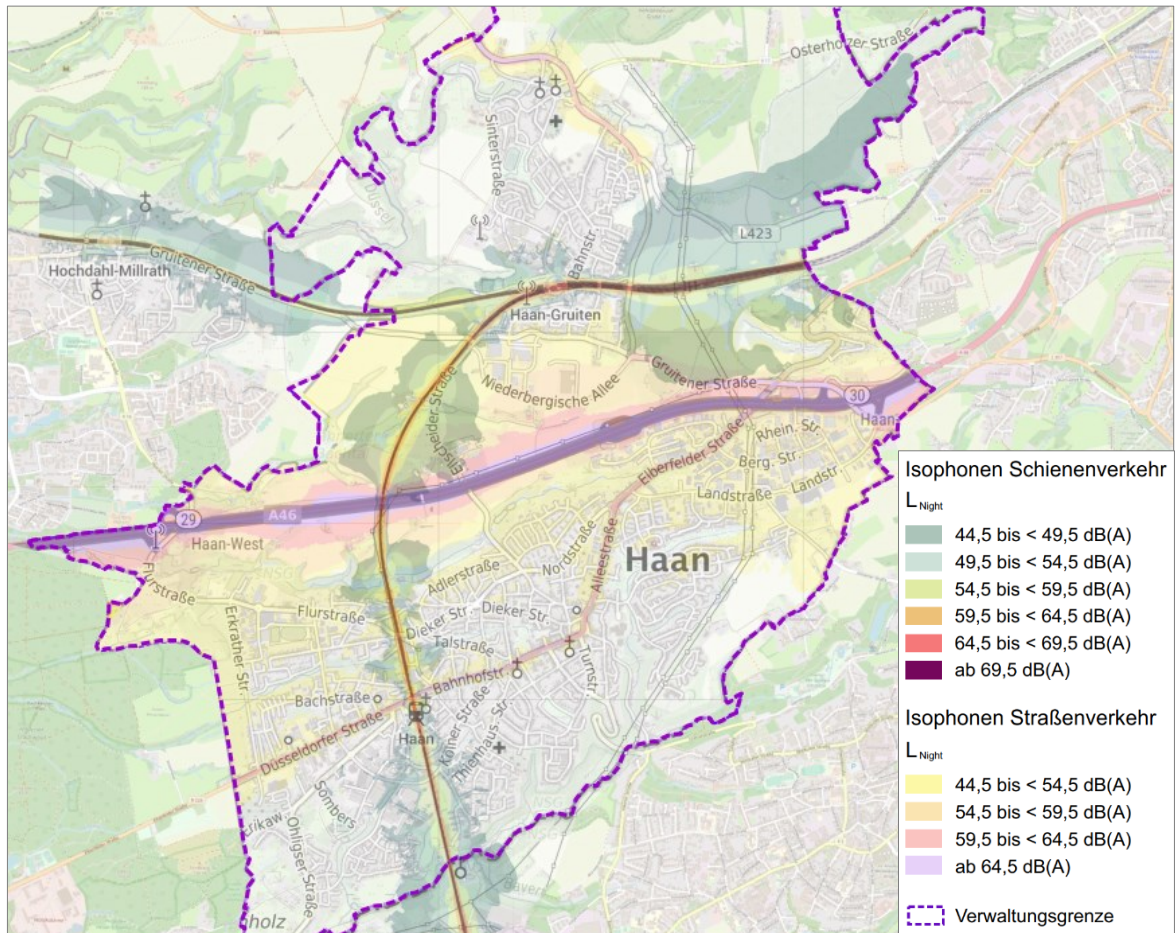 Osterholzer Straße
Sinterstraße
Düssel
L423
Hochdahl-Millrath
Gruitener Straße
Bahnstr.
Haan-Gruiten
Niederbergische Allee
Gruitener Straße
Elscheider Straße
30
Haan-
Elberfelder Straße
Rhein. Str.
Berg. Str.
Landstraße
Landstr.
29
A46
Haan-West
Nordstraße
Alleestraße
Haan
Flurstraße
Adlerstraße
Erkrather Str.
Flurstraße
Dieker Str.
Dieker Str.
Talstraße
Turnstr.
Bahnhofstr
Bachstraße
Kölner Straße
Thienhaus. Str.
Haan
Düsseldorfer Straße
Sombers
Erikaw
Ohligser Straße
Bavert
pholz
Isophonen Schienenverkehr
LNight
44,5 bis < 49,5 dB(A)
49,5 bis < 54,5 dB(A)
54,5 bis < 59,5 dB(A)
59,5 bis < 64,5 dB(A)
64,5 bis < 69,5 dB(A)
ab 69,5 dB(A)
Isophonen Straßenverkehr
LNight
44,5 bis < 54,5 dB(A)
54,5 bis < 59,5 dB(A)
59,5 bis < 64,5 dB(A)
ab 64,5 dB(A)
Verwaltungsgrenze